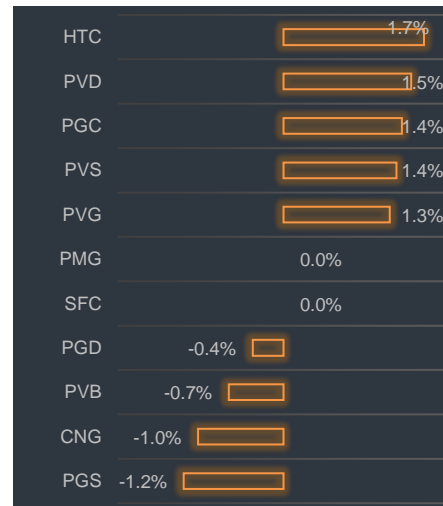 HTC 1.7%
PVD 1.5%
PGC 1.4%
PVS 1.4%
PVG 1.3%
PMG 0.0%
SFC 0.0%
PGD -0.4%
PVB -0.7%
CNG -1.0%
PGS -1.2%